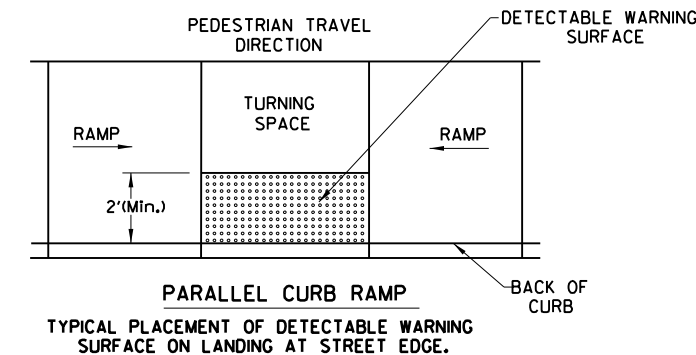 PEDESTRIAN TRAVEL
DIRECTION
DETECTABLE WARNING
SURFACE
TURNING
SPACE
RAMP
RAMP
2'(Min.)
PARALLEL CURB RAMP
BACK OF
CURB
TYPICAL PLACEMENT OF DETECTABLE WARNING
SURFACE ON LANDING AT STREET EDGE.